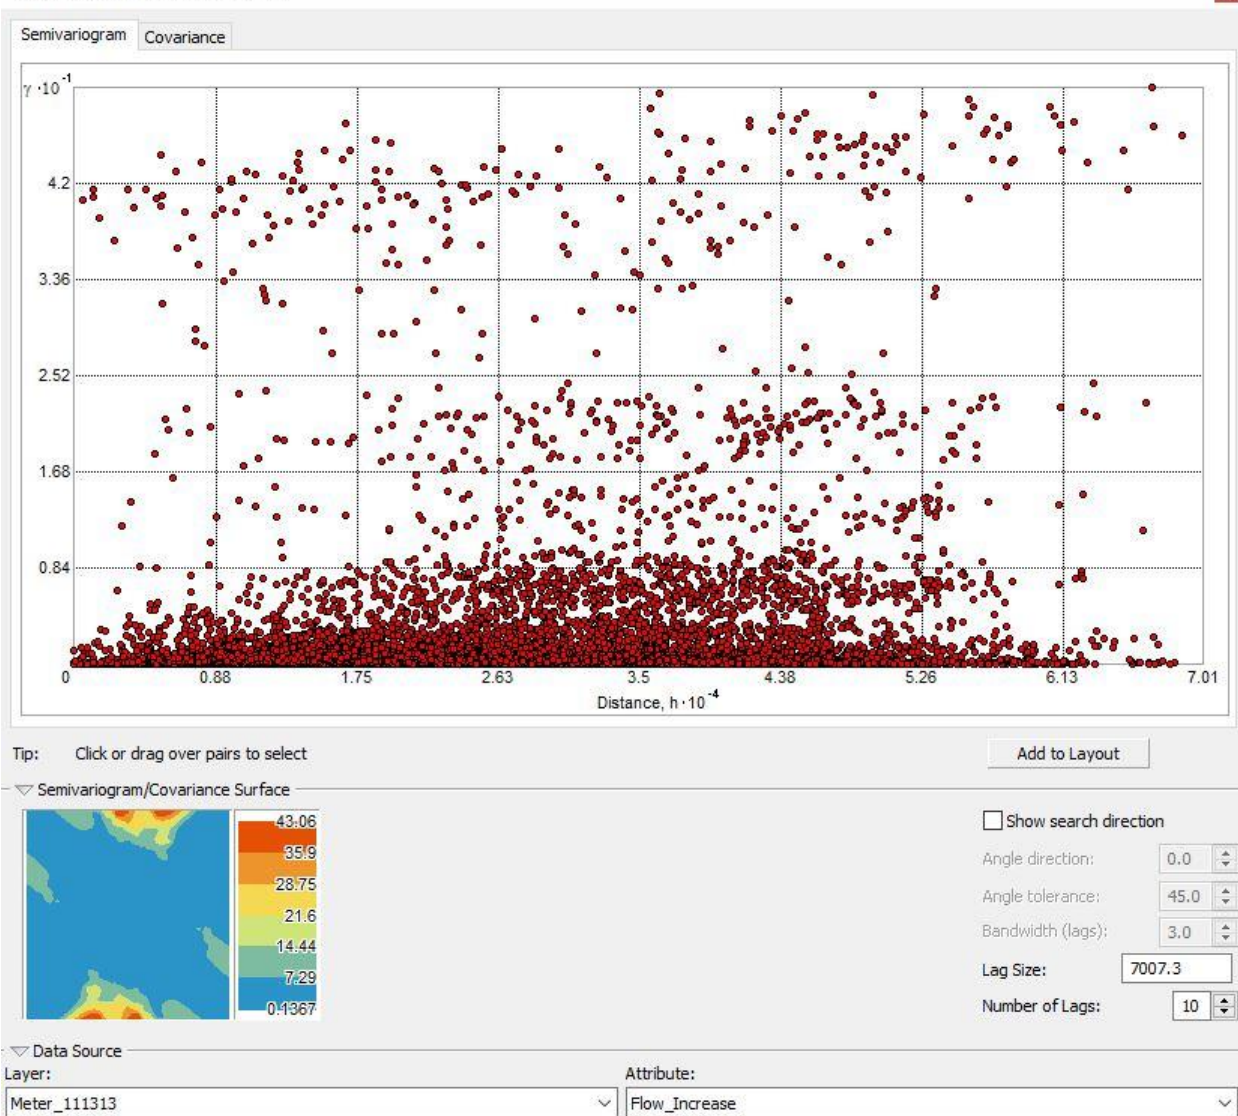 Semivariogram Covariance
γ ·10⁻¹
4.2
3.36
2.52
1.68
0.84
0 0.88 1.75 2.63 3.5 4.38 5.26 6.13 7.01
Distance, h·10⁻⁴
Tip: Click or drag over pairs to select Add to Layout
Semivariogram/Covariance Surface
43.06
Show search direction
35.9
Angle direction: 0.0
28.75
Angle tolerance: 45.0
21.6
Bandwidth (lags): 3.0
14.44
Lag Size: 7007.3
7.29
Number of Lags: 10
0.1367
Data Source
Layer: Attribute:
Meter_111313 Flow_Increase